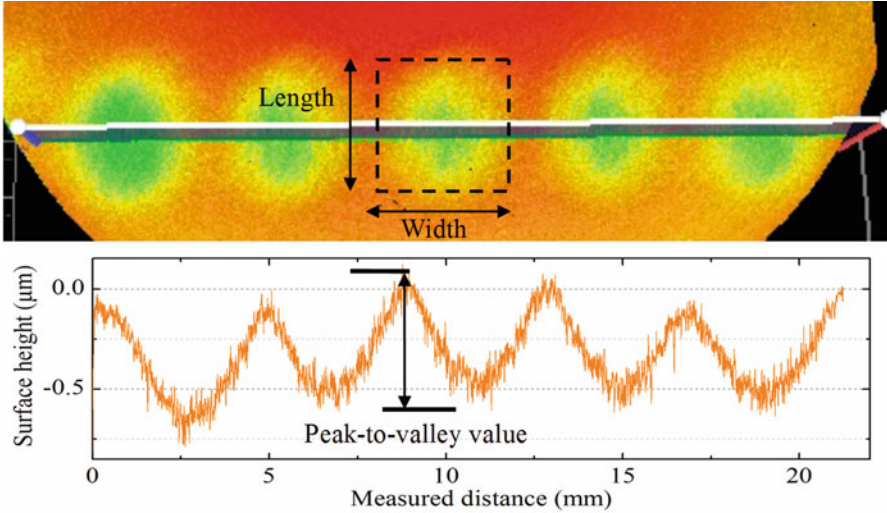 Length
Width
Surface height (μm)
0.0
-0.5
Peak-to-valley value
0 5 10 15 20
Measured distance (mm)